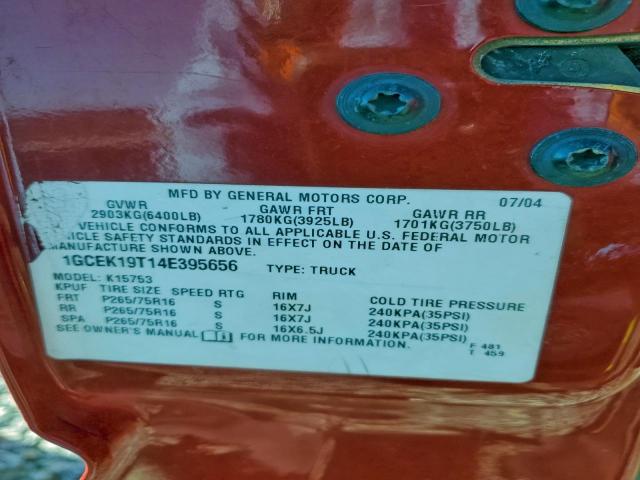 MFD BY GENERAL MOTORS CORP. 07/04
GVWR GAWR FRT GAWR RR
2903KG(6400LB) 1780KG(3925LB) 1701KG(3750LB)
VEHICLE CONFORMS TO ALL APPLICABLE U.S. FEDERAL MOTOR
HICLE SAFETY STANDARDS IN EFFECT ON THE DATE OF
MANUFACTURE SHOWN ABOVE.
1GCEK19T14E395656 TYPE: TRUCK
MODEL: K15753
KPUF TIRE SIZE SPEED RTG RIM COLD TIRE PRESSURE
FRT P265/75R16 S 16X7J 240KPA(35PSI)
RR P265/75R16 S 16X7J 240KPA(35PSI)
SPA P265/75R16 S 16X6.5J 240KPA(35PSI)
SEE OWNER'S MANUAL FOR MORE INFORMATION.
F 481
T 459